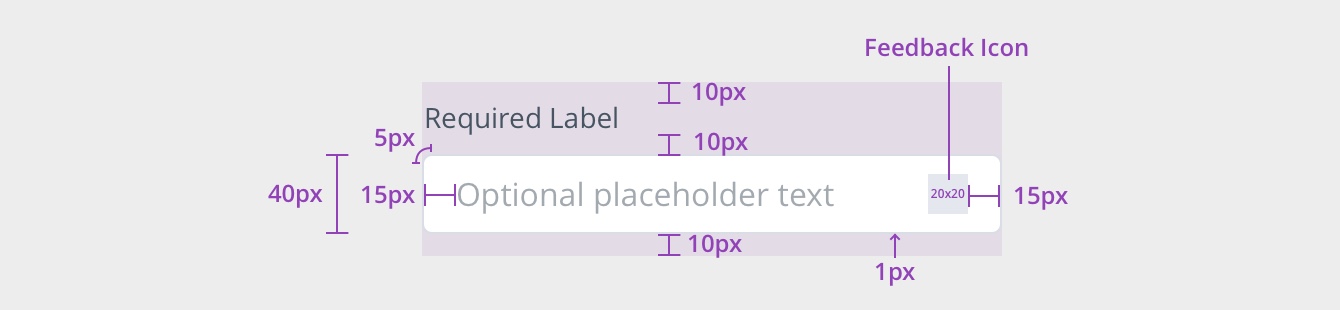 Feedback Icon
10px
Required Label
5px
10px
40px
15px
Optional placeholder text
20x20
15px
10px
1px